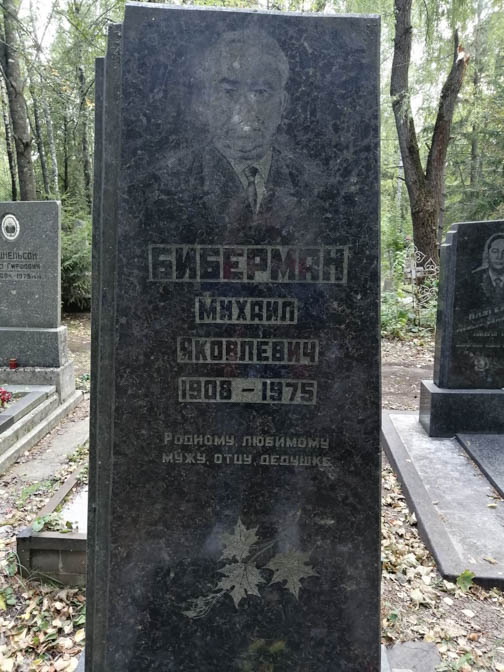 БИБЕРМАН
МИХАИЛ
ЯКОВЛЕВИЧ
1908 - 1975
РОДНОМУ, ЛЮБИМОМУ
МУЖУ, ОТЦУ, ДЕДУШКЕ